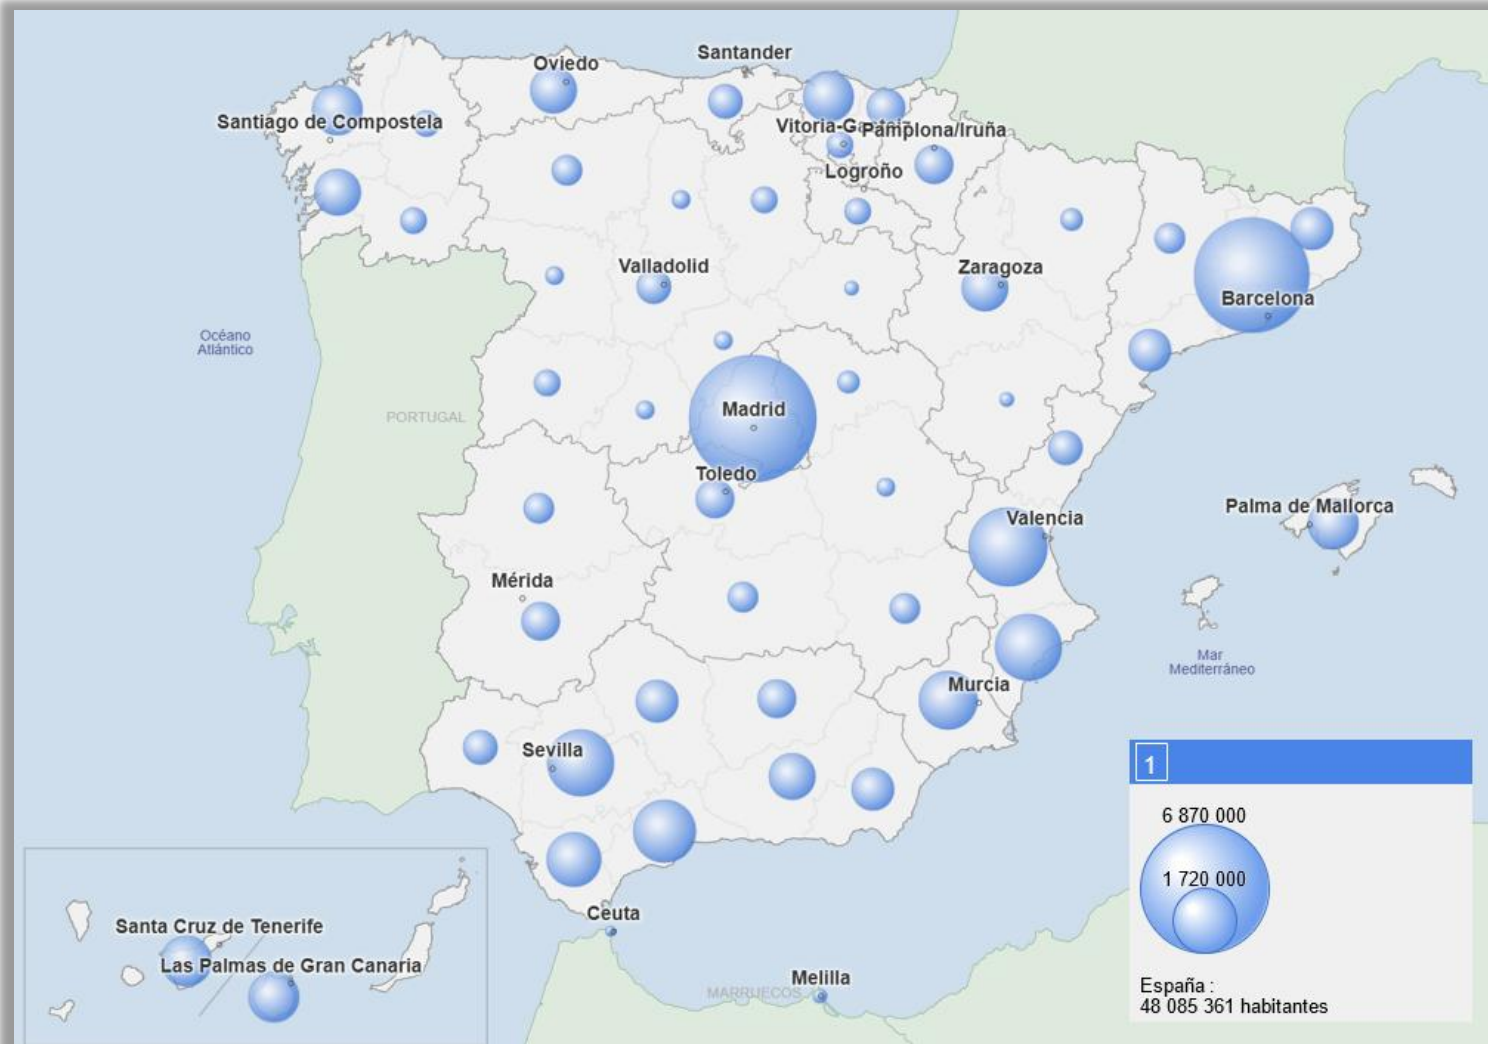 Santander
Oviedo
Santiago de Compostela
Pamplona/Iruña
Logroño
Valladolid
Zaragoza
Barcelona
Océano
Atlántico
PORTUGAL
Madrid
Toledo
Valencia
Palma de Mallorca
Mérida
Mar
Mediterráneo
Murcia
Sevilla
1
6 870 000
1 720 000
España :
48 085 361 habitantes
Ceuta
Santa Cruz de Tenerife
Las Palmas de Gran Canaria
Melilla
MARRUECOS